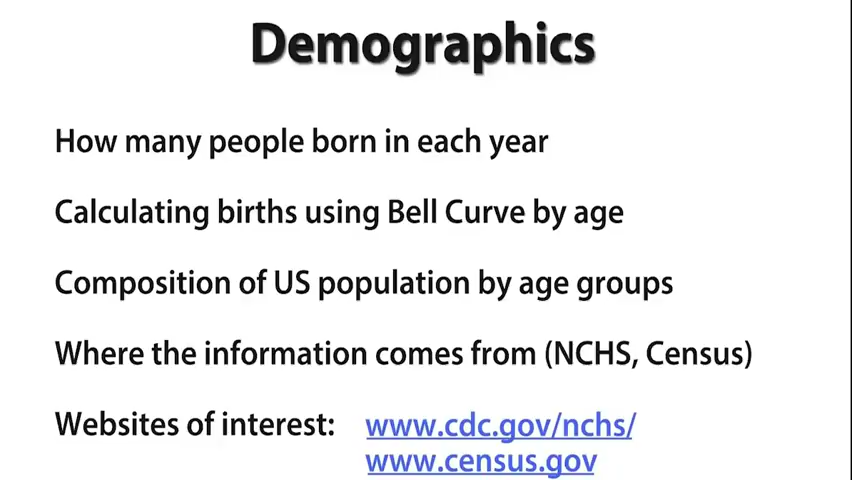 Demographics
How many people born in each year
Calculating births using Bell Curve by age
Composition of US population by age groups
Where the information comes from (NCHS, Census)
Websites of interest: www.cdc.gov/nchs/
www.census.gov